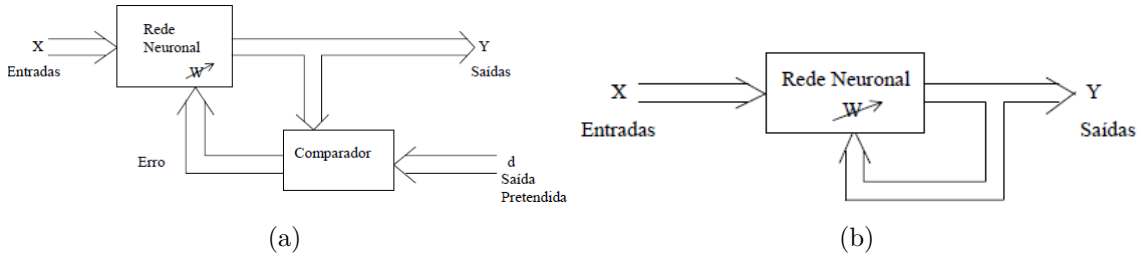 Rede
Neuronal
W
X
Entradas
Y
Saídas
Erro
Comparador
d
Saída
Pretendida
(a)
Rede Neuronal
W
X
Entradas
Y
Saídas
(b)